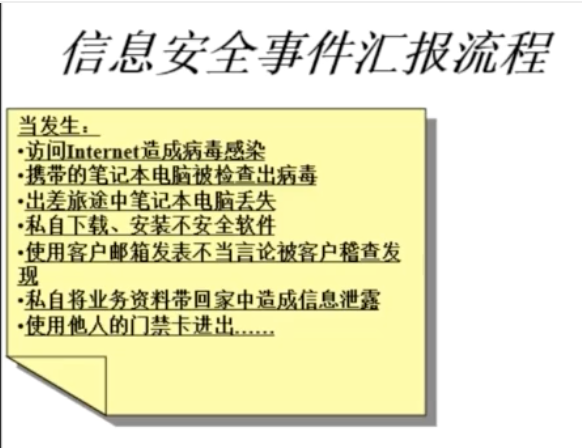 信息安全事件汇报流程
当发生：
•访问Internet造成病毒感染
•携带的笔记本电脑被检查出病毒
•出差旅途中笔记本电脑丢失
•私自下载、安装不安全软件
•使用客户邮箱发表不当言论被客户稽查发
现
•私自将业务资料带回家中造成信息泄露
•使用他人的门禁卡进出……